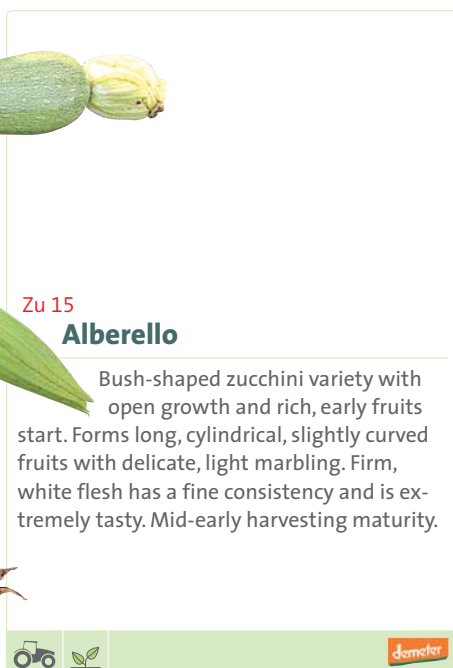 Zu 15
Alberello
Bush-shaped zucchini variety with
open growth and rich, early fruits
start. Forms long, cylindrical, slightly curved
fruits with delicate, light marbling. Firm,
white flesh has a fine consistency and is ex-
tremely tasty. Mid-early harvesting maturity.
demeter